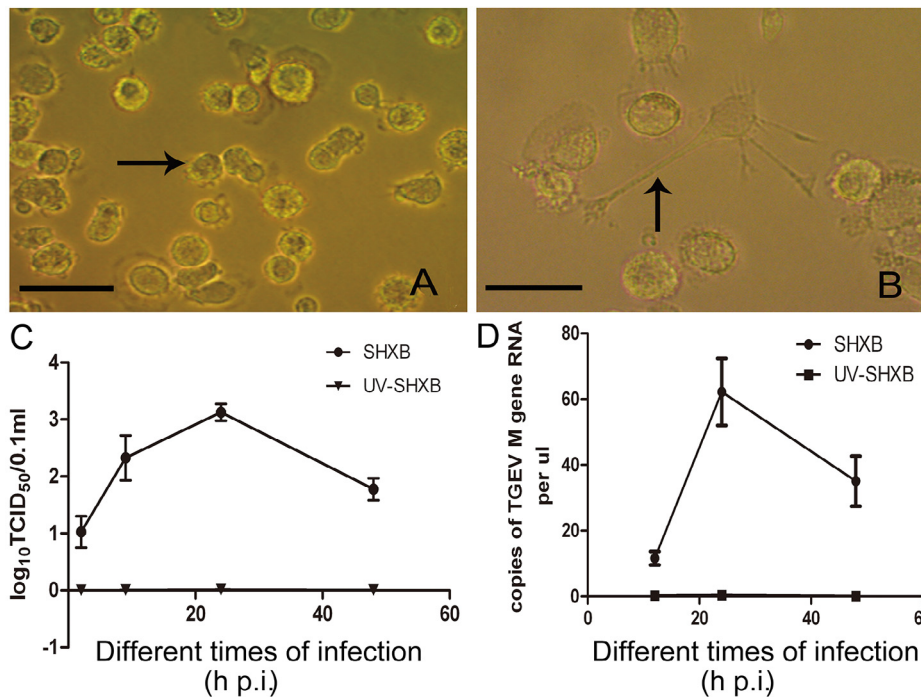 A
B
C
SHXB
UV-SHXB
4
3
2
1
0
-1
20
40
60
log10TCID50/0.1ml
Different times of infection
(h p.i.)
D
SHXB
UV-SHXB
80
60
40
20
0
0
20
40
copies of TGEV M gene RNA
per ul
Different times of infection
(h p.i.)